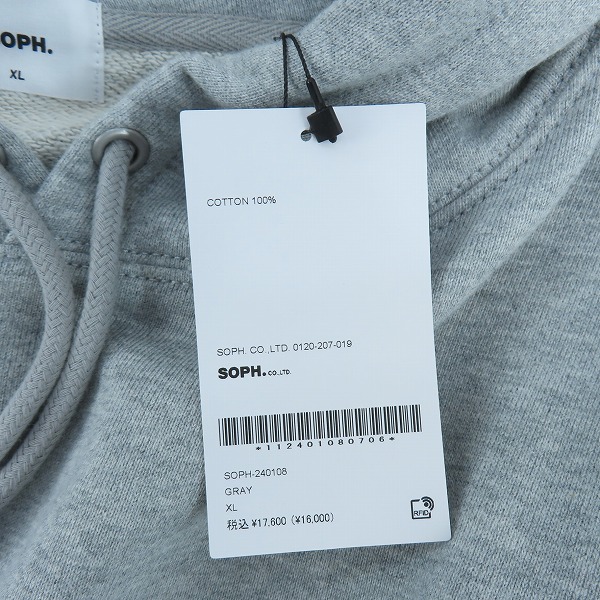 SOPH.
XL
COTTON 100%
SOPH. CO.,LTD. 0120-207-019
SOPH. CO.,LTD.
*112401080706*
SOPH-240108
GRAY
XL
税込 ¥17,600 (¥16,000)
RFID